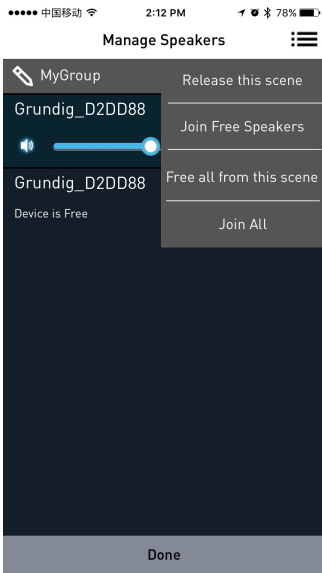 中国移动 2:12 PM 78%
Manage Speakers
MyGroup
Release this scene
Grundig_D2DD88
Join Free Speakers
Grundig_D2DD88
Free all from this scene
Device is Free
Join All
Done